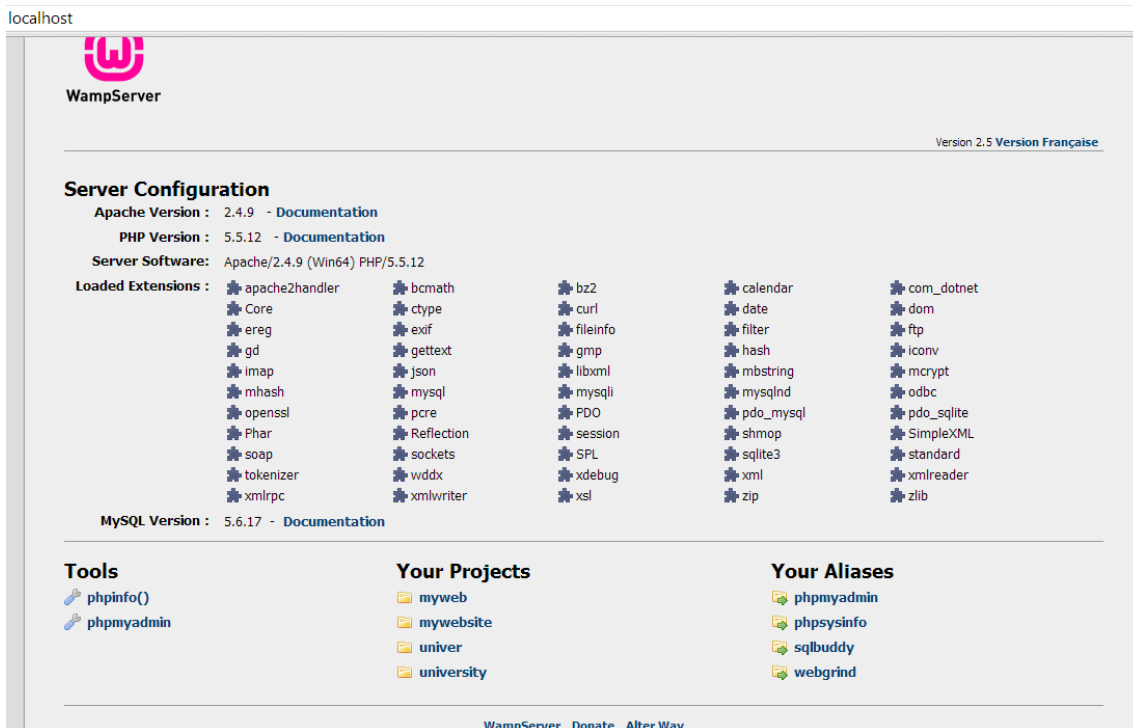 localhost
WampServer
Version 2.5 Version Française
Server Configuration
Apache Version : 2.4.9 - Documentation
PHP Version : 5.5.12 - Documentation
Server Software: Apache/2.4.9 (Win64) PHP/5.5.12
Loaded Extensions : apache2handler bcmath bz2 calendar com_dotnet
Core ctype curl date dom
ereg exif fileinfo filter ftp
gd gettext gmp hash iconv
imap json libxml mbstring mcrypt
mhash mysql mysqli mysqlnd odbc
openssl pcre PDO pdo_mysql pdo_sqlite
Phar Reflection session shmop SimpleXML
soap sockets SPL sqlite3 standard
tokenizer wddx xdebug xml xmlreader
xmlrpc xmlwriter xsl zip zlib
MySQL Version : 5.6.17 - Documentation
Tools
phpinfo()
phpmyadmin
Your Projects
myweb
mywebsite
univer
university
Your Aliases
phpmyadmin
phpsysinfo
sqlbuddy
webgrind
WampServer Donate Alter Way